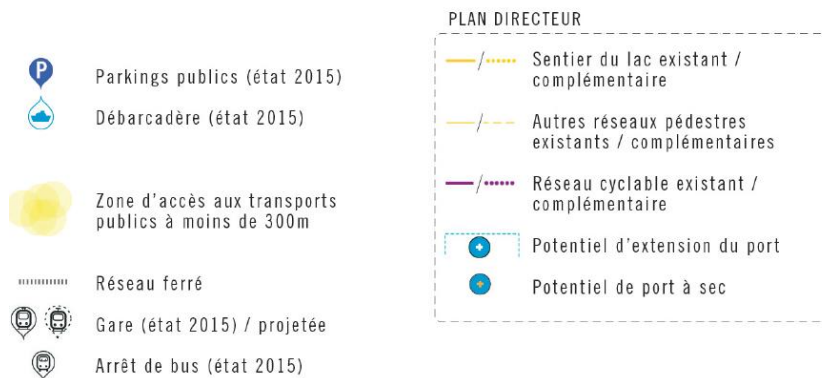 P
Parkings publics (état 2015)
Débarcadère (état 2015)
Zone d'accès aux transports
publics à moins de 300m
Réseau ferré
Gare (état 2015) / projetée
Arrêt de bus (état 2015)
PLAN DIRECTEUR
/
Sentier du lac existant /
complémentaire
/
Autres réseaux pédestres
existants / complémentaires
/
Réseau cyclable existant /
complémentaire
Potentiel d'extension du port
Potentiel de port à sec